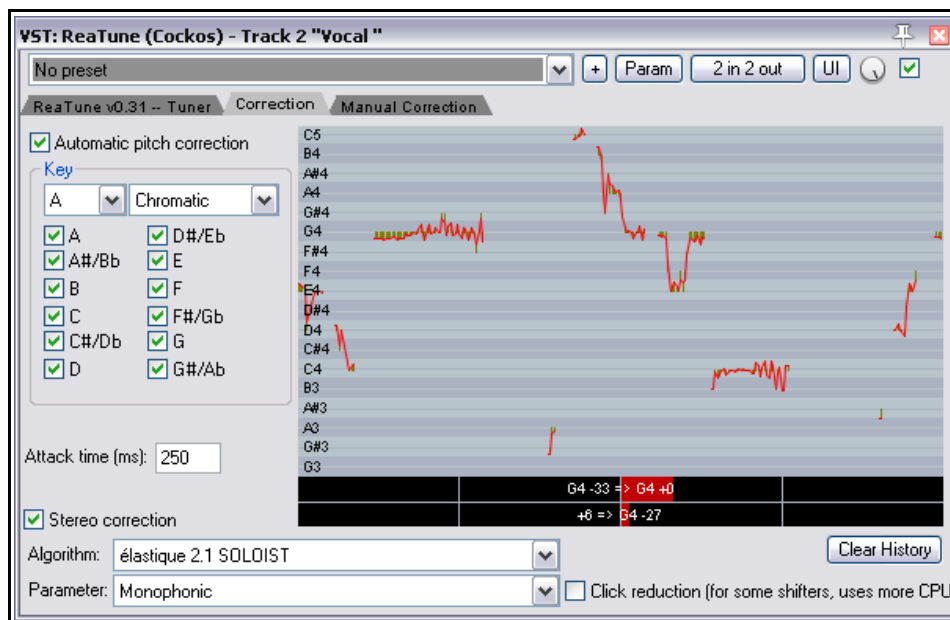 VST: ReaTune (Cockos) - Track 2 "Vocal "
No preset
+
Param
2 in 2 out
UI
ReaTune v0.31 -- Tuner
Correction
Manual Correction
Automatic pitch correction
Key
A
Chromatic
A
D#/Eb
A#/Bb
E
B
F
C
F#/Gb
C#/Db
G
D
G#/Ab
Attack time (ms): 250
C5
B4
A#4
A4
G#4
G4
F#4
F4
E4
D#4
D4
C#4
C4
B3
A#3
A3
G#3
G3
G4 -33 => G4 +0
+6 => G4 -27
Stereo correction
Clear History
Algorithm: élastique 2.1 SOLOIST
Parameter: Monophonic
Click reduction (for some shifters, uses more CPU